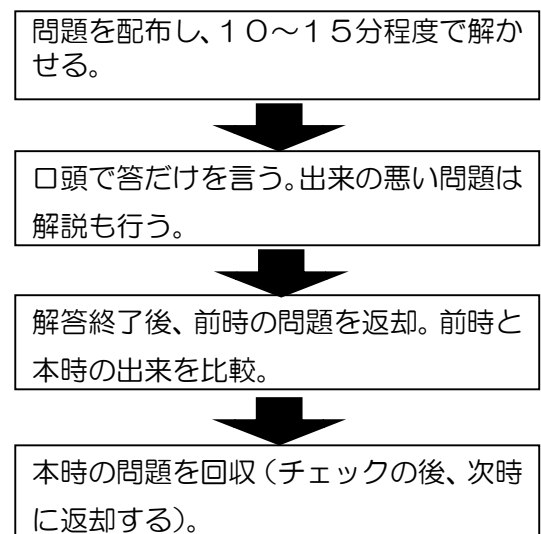 問題を配布し、１０～１５分程度で解か
せる。
口頭で答だけを言う。出来の悪い問題は
解説も行う。
解答終了後、前時の問題を返却。前時と
本時の出来を比較。
本時の問題を回収（チェックの後、次時
に返却する）。